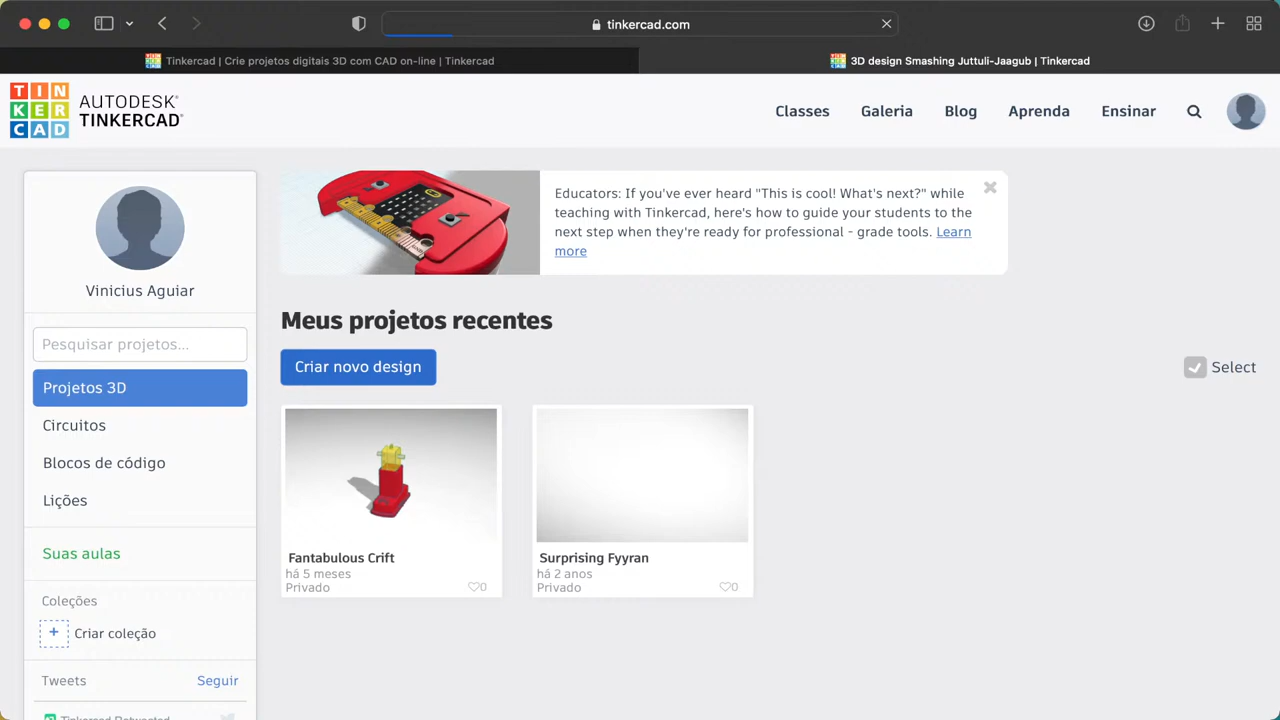 tinkercad.com
Tinkercad | Crie projetos digitais 3D com CAD on-line | Tinkercad
3D design Smashing Juttuli-Jaagub | Tinkercad
TIN
KER
CAD
AUTODESK®
TINKERCAD®
Classes
Galeria
Blog
Aprenda
Ensinar
Vinicius Aguiar
Pesquisar projetos...
Projetos 3D
Circuitos
Blocos de código
Lições
Suas aulas
Coleções
+ Criar coleção
Tweets
Seguir
Tinkercad Retweeted
Educators: If you've ever heard "This is cool! What's next?" while
teaching with Tinkercad, here's how to guide your students to the
next step when they're ready for professional - grade tools. Learn
more
Meus projetos recentes
Criar novo design
Select
Fantabulous Crift
há 5 meses
Privado
0
Surprising Fyyran
há 2 anos
Privado
0